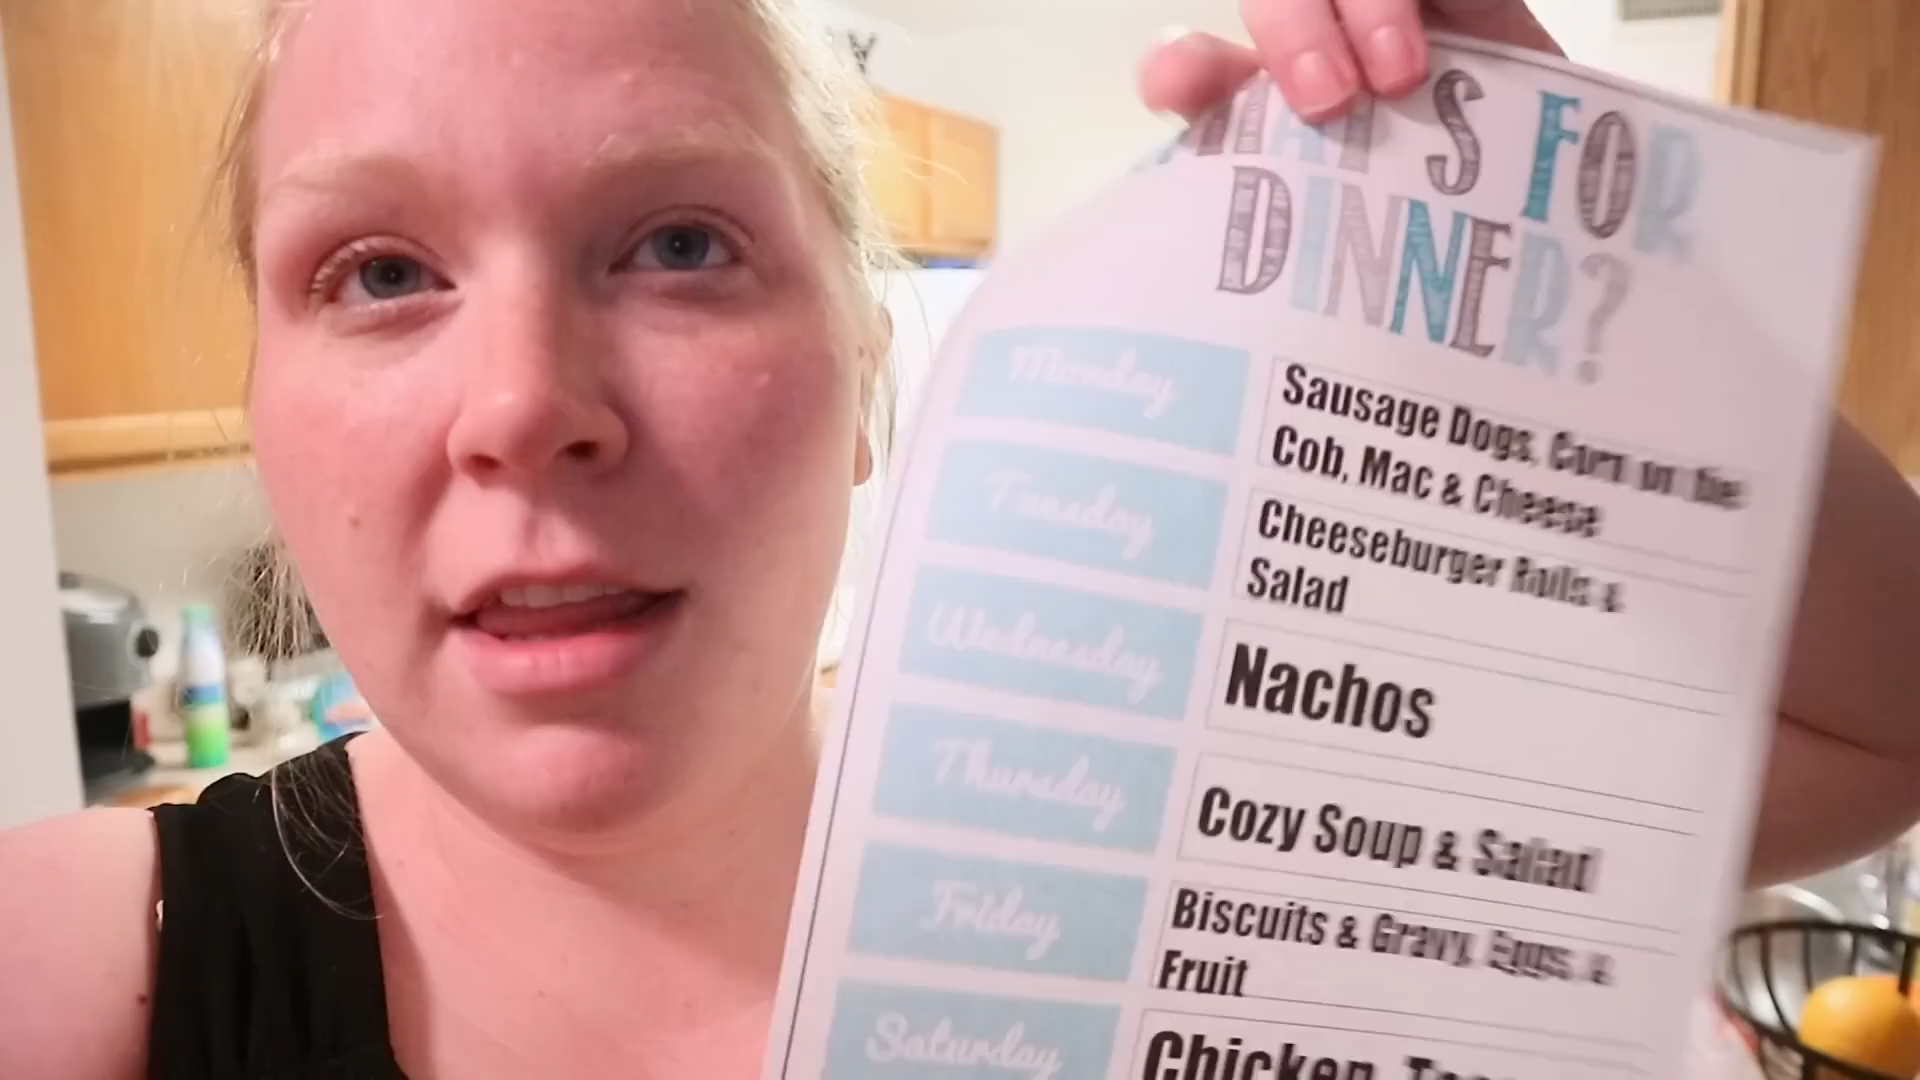 WHAT'S FOR
DINNER?
Monday
Sausage Dogs, Corn on the
Cob, Mac & Cheese
Tuesday
Cheeseburger Rolls &
Salad
Wednesday
Nachos
Thursday
Cozy Soup & Salad
Friday
Biscuits & Gravy, Eggs, &
Fruit
Saturday
Chicken